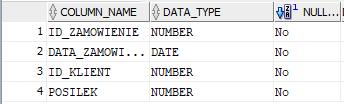 COLUMN_NAME DATA_TYPE NULL...
1 ID_ZAMOWIENIE NUMBER No
2 DATA_ZAMOWI... DATE No
3 ID_KLIENT NUMBER No
4 POSILEK NUMBER No